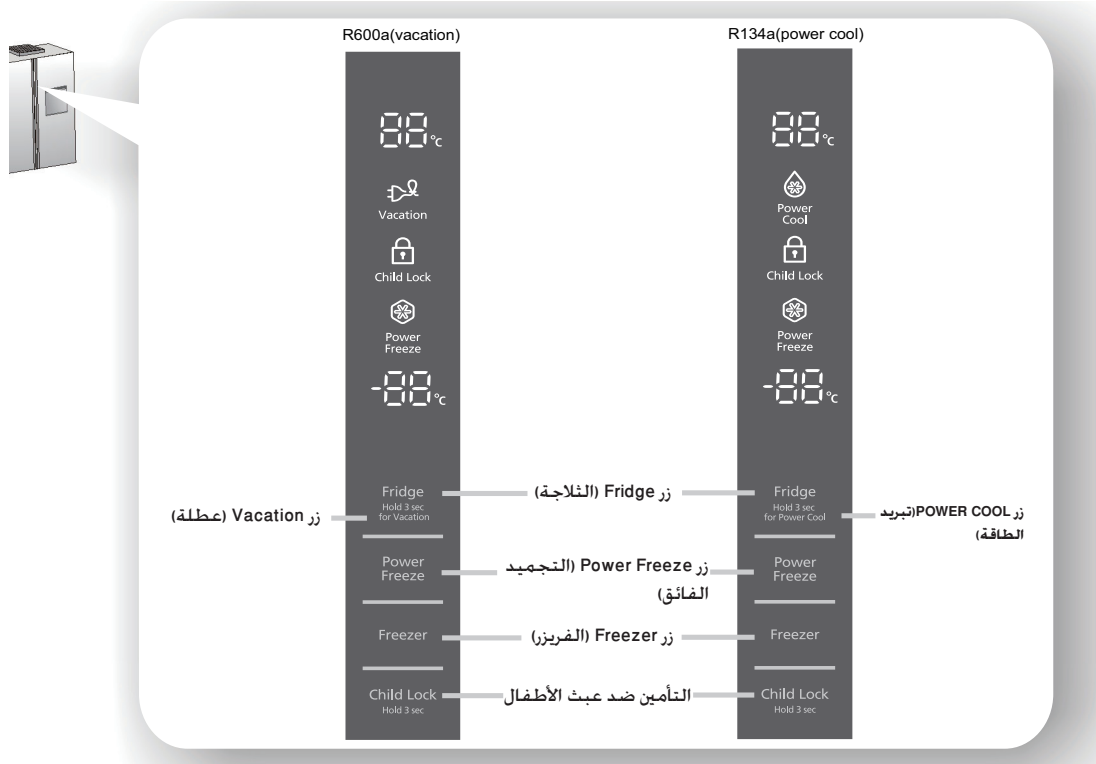 R600a(vacation)
R134a(power cool)
88°C
Vacation
Child Lock
Power
Freeze
-88°C
Fridge
Hold 3 sec
for Vacation
Power
Freeze
Freezer
Child Lock
Hold 3 sec
88°C
Power
Cool
Child Lock
Power
Freeze
-88°C
Fridge
Hold 3 sec
for Power Cool
Power
Freeze
Freezer
Child Lock
Hold 3 sec
زر Fridge (الثلاجة)
زر Vacation (عطلة)
زر POWER COOL(تبريد
الطاقة)
زر Power Freeze (التجميد
الفائق)
زر Freezer (الفريزر)
التأمين ضد عبث الأطفال